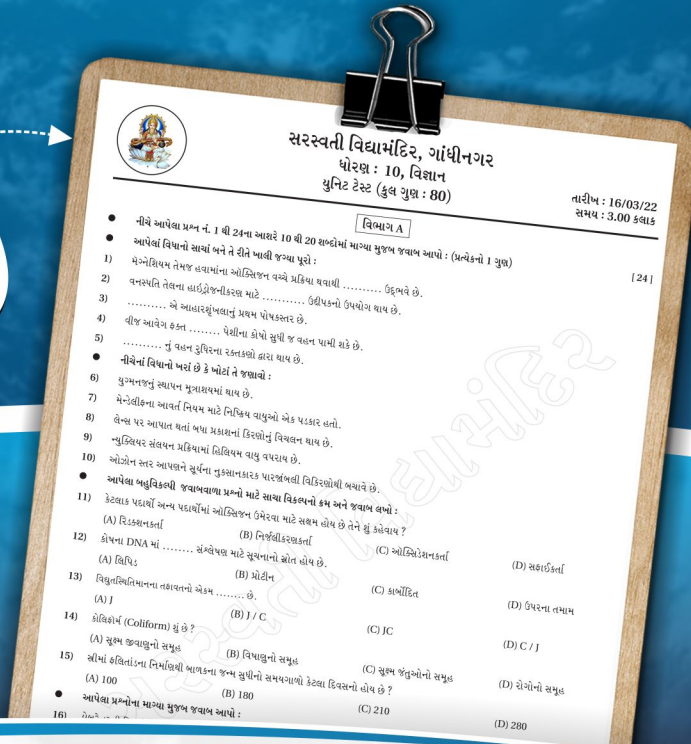 સરસ્વતી વિદ્યામંદિર, ગાંધીનગર
ધોરણ : 10, વિજ્ઞાન
યુનિટ ટેસ્ટ (કુલ ગુણ : 80)
તારીખ : 16/03/22
સમય : 3.00 કલાક
વિભાગ A
● નીચે આપેલા પ્રશ્ન નં. 1 થી 24ના આશરે 10 થી 20 શબ્દોમાં માગ્યા મુજબ જવાબ આપો : (પ્રત્યેકનો 1 ગુણ) [24]
● આપેલાં વિધાનો સાચાં બને તે રીતે ખાલી જગ્યા પૂરો :
1) મેગ્નેશિયમ તેમજ હવામાંના ઓક્સિજન વચ્ચે પ્રક્રિયા થવાથી .......... ઉદ્ભવે છે.
2) વનસ્પતિ તેલના હાઇડ્રોજનીકરણ માટે ........... ઉદ્દીપકનો ઉપયોગ થાય છે.
3) .......... એ આહારશૃંખલાનું પ્રથમ પોષકસ્તર છે.
4) વીજ આવેગ ફક્ત ........ પેશીના કોષો સુધી જ વહન પામી શકે છે.
5) .......... નું વહન રુધિરના રક્તકણો દ્વારા થાય છે.
● નીચેનાં વિધાનો ખરાં છે કે ખોટાં તે જણાવો :
6) યુગ્મનજનું સ્થાપન મૂત્રાશયમાં થાય છે.
7) મેન્ડેલીફના આવર્ત નિયમ માટે નિષ્ક્રિય વાયુઓ એક પડકાર હતો.
8) લેન્સ પર આપાત થતાં બધા પ્રકાશનાં કિરણોનું વિચલન થાય છે.
9) ન્યુક્લિયર સંલયન પ્રક્રિયામાં હિલિયમ વાયુ વપરાય છે.
10) ઓઝોન સ્તર આપણને સૂર્યના નુકસાનકારક પારજાંબલી વિકિરણોથી બચાવે છે.
● આપેલા બહુવિકલ્પી જવાબવાળા પ્રશ્નો માટે સાચા વિકલ્પનો ક્રમ અને જવાબ લખો :
11) કેટલાક પદાર્થો અન્ય પદાર્થોમાં ઓક્સિજન ઉમેરવા માટે સક્ષમ હોય છે તેને શું કહેવાય ?
(A) રિડક્શનકર્તા (B) નિર્જલીકરણકર્તા (C) ઓક્સિડેશનકર્તા (D) સફાઈકર્તા
12) કોષના DNA માં ........ સંશ્લેષણ માટે સૂચનાનો સ્રોત હોય છે.
(A) લિપિડ (B) પ્રોટીન (C) કાર્બોદિત (D) ઉપરના તમામ
13) વિદ્યુતસ્થિતિમાનના તફાવતનો એકમ ........ છે.
(A) J (B) J / C (C) JC (D) C / J
14) કોલિફોર્મ (Coliform) શું છે ?
(A) સૂક્ષ્મ જીવાણુનો સમૂહ (B) વિષાણુનો સમૂહ (C) સૂક્ષ્મ જંતુઓનો સમૂહ (D) રોગોનો સમૂહ
15) સ્ત્રીમાં ફલિતાંડના નિર્માણથી બાળકના જન્મ સુધીનો સમયગાળો કેટલા દિવસનો હોય છે ?
(A) 100 (B) 180 (C) 210 (D) 280
● આપેલા પ્રશ્નોના માગ્યા મુજબ જવાબ આપો :
16)
સરસ્વતી વિદ્યામંદિર